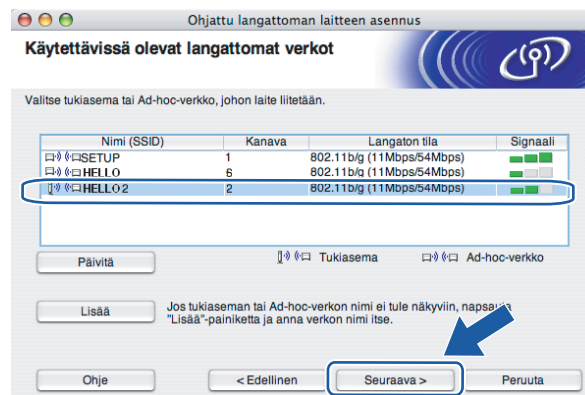 Ohjattu langattoman laitteen asennus
Käytettävissä olevat langattomat verkot
Valitse tukiasema tai Ad-hoc-verkko, johon laite liitetään.
Nimi (SSID) Kanava Langaton tila Signaali
SETUP 1 802.11b/g (11Mbps/54Mbps)
HELLO 6 802.11b/g (11Mbps/54Mbps)
HELLO 2 2 802.11b/g (11Mbps/54Mbps)
Päivitä Tukiasema Ad-hoc-verkko
Lisää Jos tukiaseman tai Ad-hoc-verkon nimi ei tule näkyviin, napsauta
"Lisää"-painiketta ja anna verkon nimi itse.
Ohje < Edellinen Seuraava > Peruuta